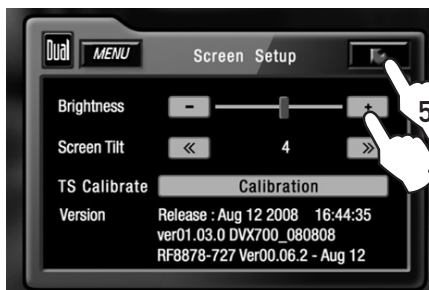 Dual MENU Screen Setup
Brightness - +
5
Screen Tilt « 4 »
TS Calibrate Calibration
Version Release : Aug 12 2008 16:44:35
ver01.03.0 DVX700_080808
RF8878-727 Ver00.06.2 - Aug 12